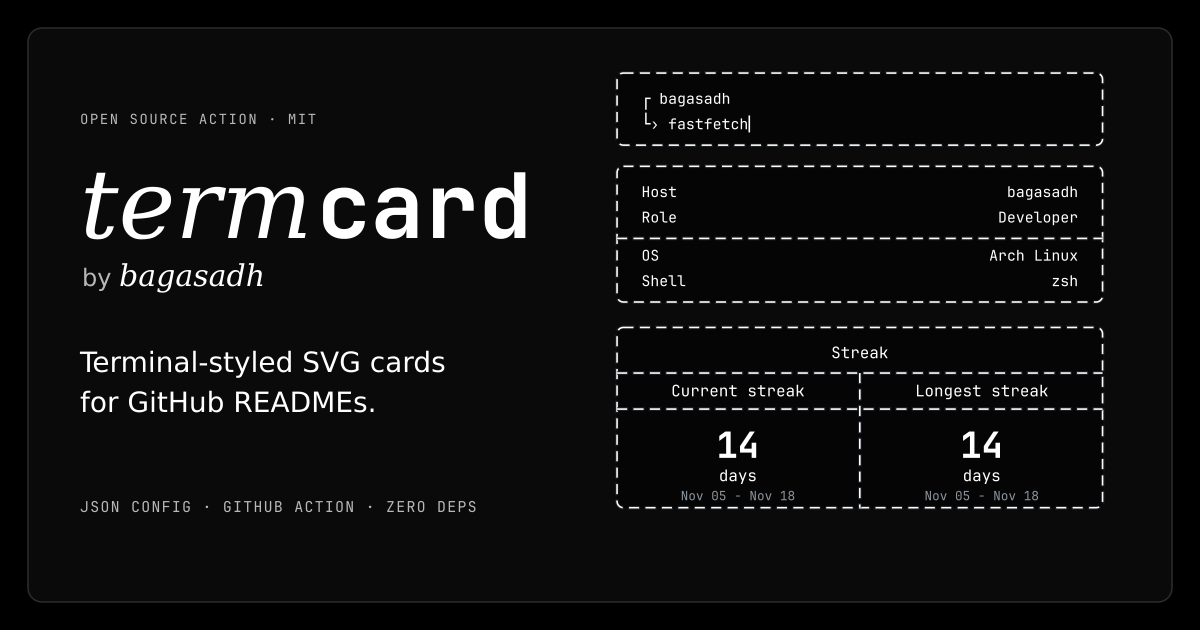 OPEN SOURCE ACTION · MIT
termcard
by bagasadh
Terminal-styled SVG cards
for GitHub READMEs.
JSON CONFIG · GITHUB ACTION · ZERO DEPS
┌ bagasadh
└› fastfetch
Host bagasadh
Role Developer
OS Arch Linux
Shell zsh
Streak
Current streak Longest streak
14 14
days days
Nov 05 - Nov 18 Nov 05 - Nov 18